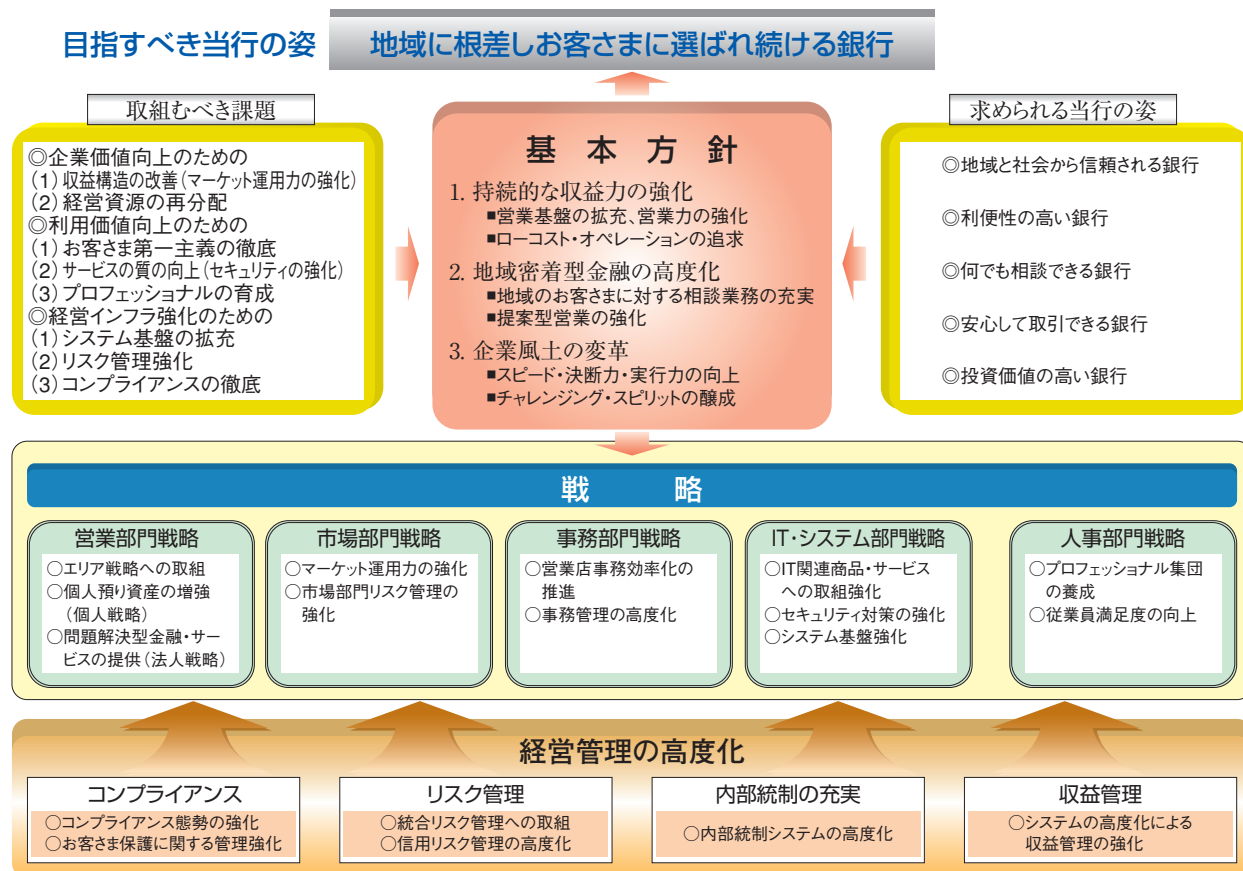 目指すべき当行の姿
地域に根差しお客さまに選ばれ続ける銀行
取組むべき課題
◎企業価値向上のための
(1)収益構造の改善(マーケット運用力の強化)
(2)経営資源の再分配
◎利用価値向上のための
(1)お客さま第一主義の徹底
(2)サービスの質の向上(セキュリティの強化)
(3)プロフェッショナルの育成
◎経営インフラ強化のための
(1)システム基盤の拡充
(2)リスク管理強化
(3)コンプライアンスの徹底
基本方針
1. 持続的な収益力の強化
■営業基盤の拡充、営業力の強化
■ローコスト・オペレーションの追求
2. 地域密着型金融の高度化
■地域のお客さまに対する相談業務の充実
■提案型営業の強化
3. 企業風土の変革
■スピード・決断力・実行力の向上
■チャレンジング・スピリットの醸成
求められる当行の姿
◎地域と社会から信頼される銀行
◎利便性の高い銀行
◎何でも相談できる銀行
◎安心して取引できる銀行
◎投資価値の高い銀行
戦略
営業部門戦略
○エリア戦略への取組
○個人預り資産の増強
(個人戦略)
○問題解決型金融・サー
ビスの提供(法人戦略)
市場部門戦略
○マーケット運用力の強化
○市場部門リスク管理の
強化
事務部門戦略
○営業店事務効率化の
推進
○事務管理の高度化
IT・システム部門戦略
○IT関連商品・サービス
への取組強化
○セキュリティ対策の強化
○システム基盤強化
人事部門戦略
○プロフェッショナル集団
の養成
○従業員満足度の向上
経営管理の高度化
コンプライアンス
○コンプライアンス態勢の強化
○お客さま保護に関する管理強化
リスク管理
○統合リスク管理への取組
○信用リスク管理の高度化
内部統制の充実
○内部統制システムの高度化
収益管理
○システムの高度化による
収益管理の強化